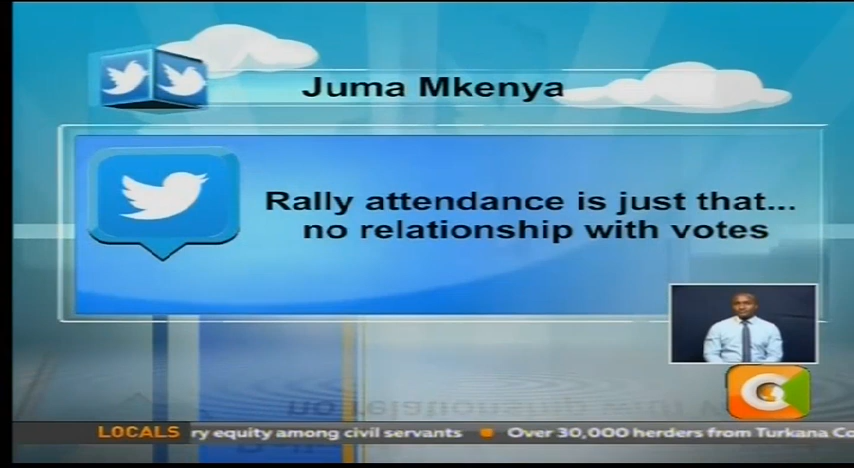 Juma Mkenya
Rally attendance is just that...
no relationship with votes
LOCALS ry equity among civil servants Over 30,000 herders from Turkana Co